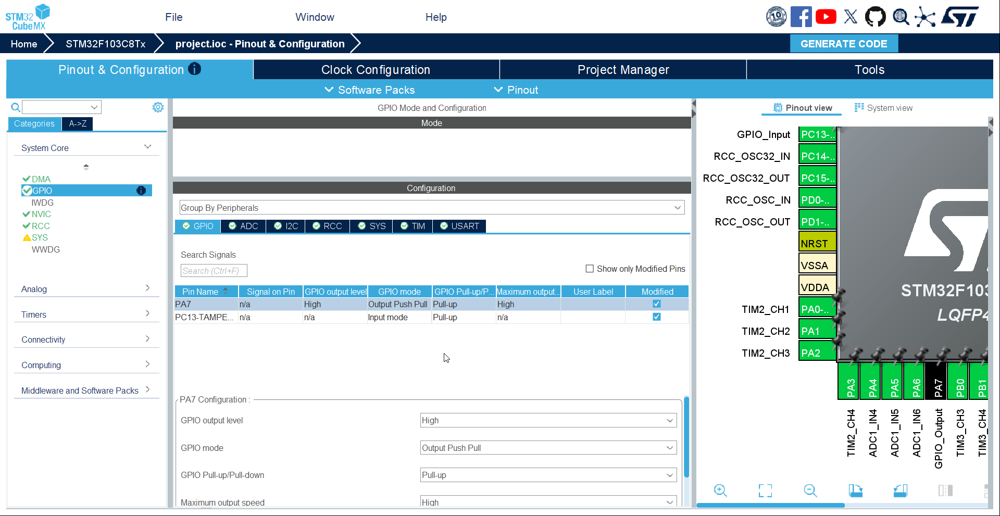 STM32
CubeMX
File
Window
Help
10
Home
STM32F103C8Tx
project.ioc - Pinout & Configuration
GENERATE CODE
Pinout & Configuration
Clock Configuration
Project Manager
Tools
Software Packs
Pinout
Categories
A->Z
System Core
DMA
GPIO
IWDG
NVIC
RCC
SYS
WWDG
Analog
Timers
Connectivity
Computing
Middleware and Software Packs
GPIO Mode and Configuration
Mode
Configuration
Group By Peripherals
GPIO ADC I2C RCC SYS TIM USART
Search Signals
Search (Ctrl+F)
Show only Modified Pins
Pin Name Signal on Pin GPIO output level GPIO mode GPIO Pull-up/P... Maximum output... User Label Modified
PA7 n/a High Output Push Pull Pull-up High
PC13-TAMPE... n/a n/a Input mode Pull-up n/a
PA7 Configuration :
GPIO output level High
GPIO mode Output Push Pull
GPIO Pull-up/Pull-down Pull-up
Maximum output speed High
Pinout view
System view
GPIO_Input PC13-..
RCC_OSC32_IN PC14-..
RCC_OSC32_OUT PC15-..
RCC_OSC_IN PD0-..
RCC_OSC_OUT PD1-..
NRST
VSSA
VDDA
TIM2_CH1 PA0-..
TIM2_CH2 PA1
TIM2_CH3 PA2
STM32F103
LQFP4
PA3 PA4 PA5 PA6 PA7 PB0 PB1
TIM2_CH4 ADC1_IN4 ADC1_IN5 ADC1_IN6 GPIO_Output TIM3_CH3 TIM3_CH4